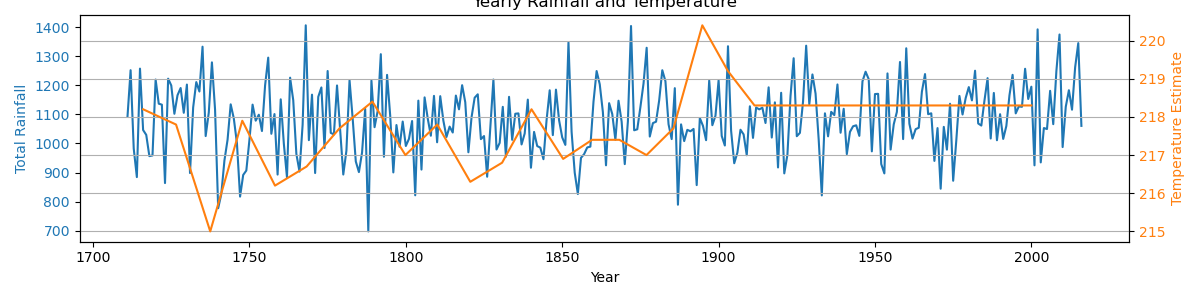 Yearly Rainfall and Temperature
1400
1300
1200
1100
1000
900
800
700
Total Rainfall
220
219
218
217
216
215
Temperature Estimate
1700 1750 1800 1850 1900 1950 2000
Year